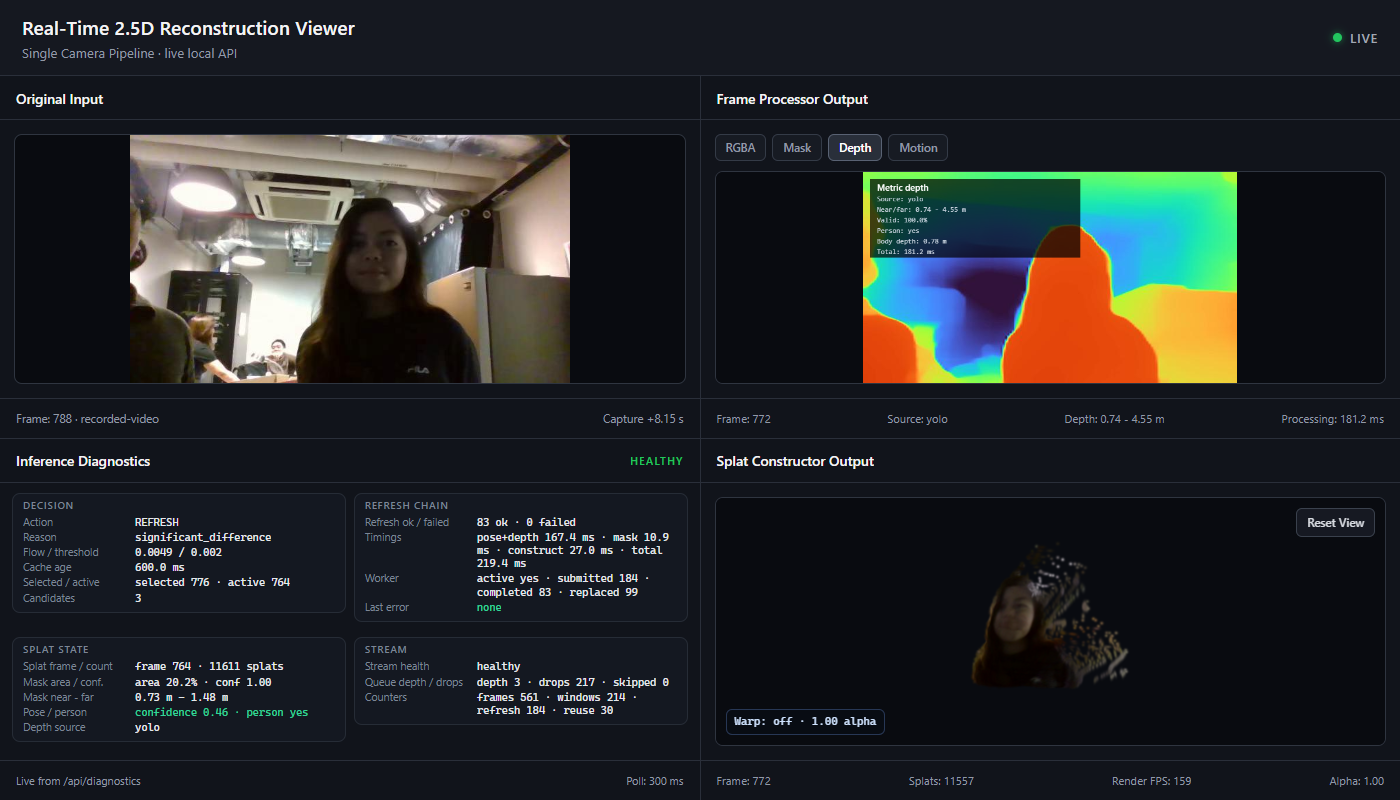 Real-Time 2.5D Reconstruction Viewer
Single Camera Pipeline · live local API
LIVE
Original Input
FILA
Frame: 788 · recorded-video
Capture +8.15 s
Frame Processor Output
RGBA
Mask
Depth
Motion
Metric depth
Source: yolo
Near/far: 0.74 - 4.55 m
Valid: 100.0%
Person: yes
Body depth: 0.78 m
Total: 181.2 ms
Frame: 772
Source: yolo
Depth: 0.74 - 4.55 m
Processing: 181.2 ms
Inference Diagnostics
HEALTHY
DECISION
Action REFRESH
Reason significant_difference
Flow / threshold 0.0049 / 0.002
Cache age 600.0 ms
Selected / active selected 776 · active 764
Candidates 3
REFRESH CHAIN
Refresh ok / failed 83 ok · 0 failed
Timings pose+depth 167.4 ms · mask 10.9
ms · construct 27.0 ms · total
219.4 ms
Worker active yes · submitted 184 ·
completed 83 · replaced 99
Last error none
SPLAT STATE
Splat frame / count frame 764 · 11611 splats
Mask area / conf. area 20.2% · conf 1.00
Mask near - far 0.73 m – 1.48 m
Pose / person confidence 0.46 · person yes
Depth source yolo
STREAM
Stream health healthy
Queue depth / drops depth 3 · drops 217 · skipped 0
Counters frames 561 · windows 214 ·
refresh 184 · reuse 30
Live from /api/diagnostics
Poll: 300 ms
Splat Constructor Output
Reset View
Warp: off · 1.00 alpha
Frame: 772
Splats: 11557
Render FPS: 159
Alpha: 1.00